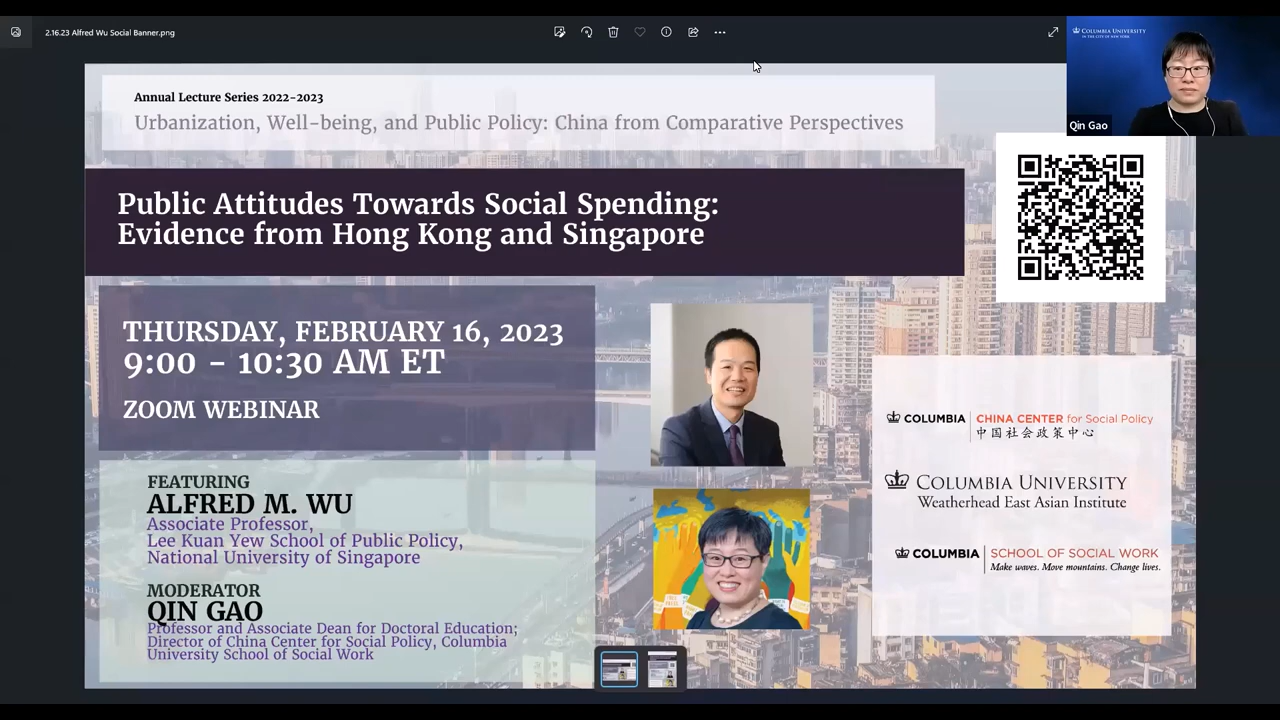 2.16.23 Alfred Wu Social Banner.png
COLUMBIA UNIVERSITY
IN THE CITY OF NEW YORK
Qin Gao
Annual Lecture Series 2022-2023
Urbanization, Well-being, and Public Policy: China from Comparative Perspectives
Public Attitudes Towards Social Spending:
Evidence from Hong Kong and Singapore
THURSDAY, FEBRUARY 16, 2023
9:00 - 10:30 AM ET
ZOOM WEBINAR
FEATURING
ALFRED M. WU
Associate Professor,
Lee Kuan Yew School of Public Policy,
National University of Singapore
MODERATOR
QIN GAO
Professor and Associate Dean for Doctoral Education;
Director of China Center for Social Policy, Columbia
University School of Social Work
COLUMBIA CHINA CENTER for Social Policy
中国社会政策中心
COLUMBIA UNIVERSITY
Weatherhead East Asian Institute
COLUMBIA SCHOOL OF SOCIAL WORK
Make waves. Move mountains. Change lives.